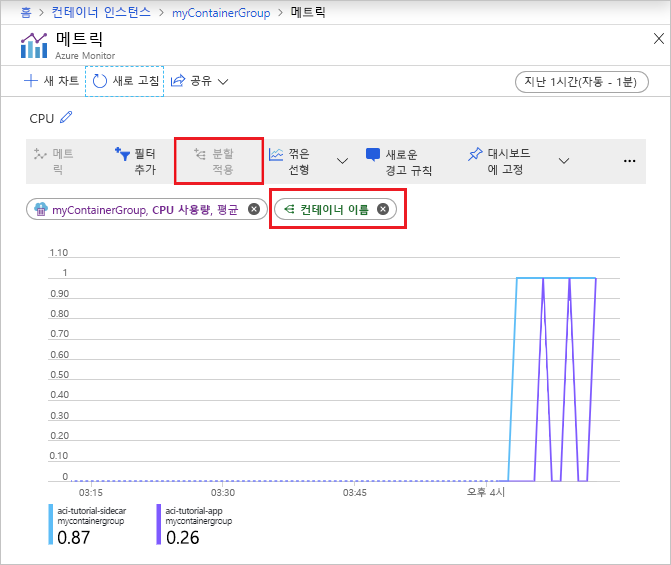 홈 > 컨테이너 인스턴스 > myContainerGroup > 메트릭
메트릭
Azure Monitor
새 차트 새로 고침 공유
지난 1시간(자동 - 1분)
CPU
메트릭
필터 추가
분할 적용
꺾은 선형
새로운 경고 규칙
대시보드에 고정
...
myContainerGroup, CPU 사용량, 평균
컨테이너 이름
1.10
1
0.90
0.80
0.70
0.60
0.50
0.40
0.30
0.20
0.10
0
03:15 03:30 03:45 오후 4시
aci-tutorial-sidecar
mycontainergroup
0.87
aci-tutorial-app
mycontainergroup
0.26